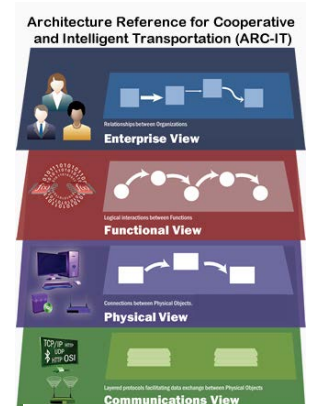 Architecture Reference for Cooperative
and Intelligent Transportation (ARC-IT)
Relationships between Organizations
Enterprise View
Logical interactions between Functions
Functional View
Connections between Physical Objects
Physical View
TCP/IP HTTP
UDP
HTTP OSI
Layered protocols facilitating data exchange between Physical Objects
Communications View